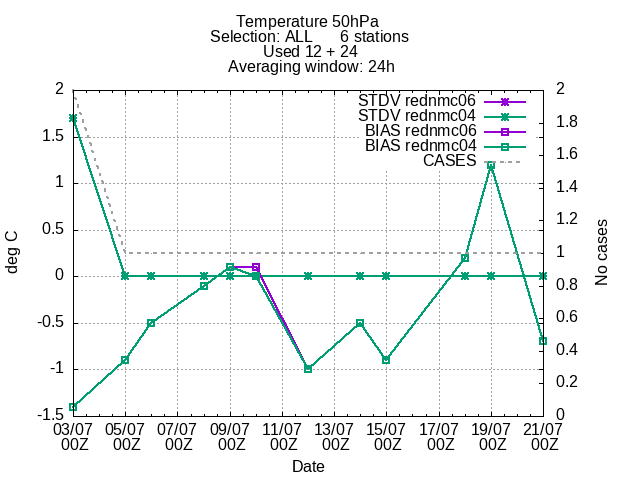 Temperature 50hPa
Selection: ALL 6 stations
Used 12 + 24
Averaging window: 24h
STDV rednmc06
STDV rednmc04
BIAS rednmc06
BIAS rednmc04
CASES
deg C
2
1.5
1
0.5
0
-0.5
-1
-1.5
No cases
2
1.8
1.6
1.4
1.2
1
0.8
0.6
0.4
0.2
0
03/07 05/07 07/07 09/07 11/07 13/07 15/07 17/07 19/07 21/07
00Z 00Z 00Z 00Z 00Z 00Z 00Z 00Z 00Z 00Z
Date